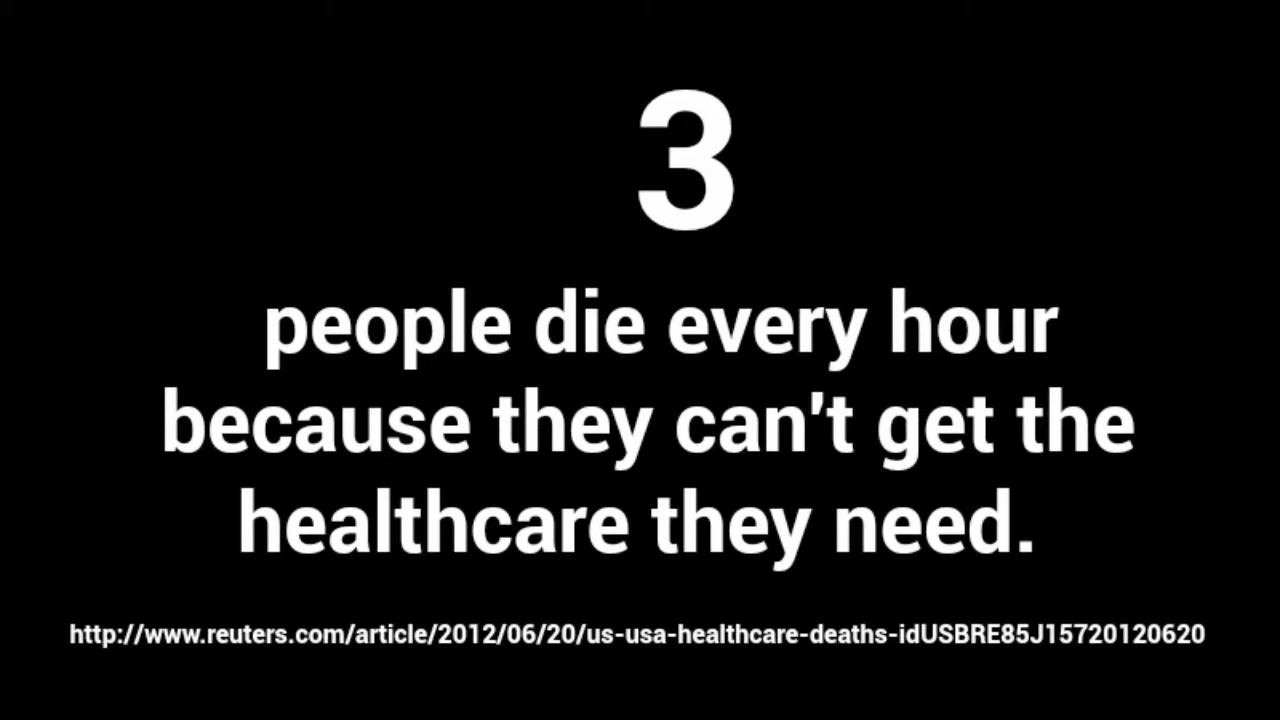 3
people die every hour
because they can't get the
healthcare they need.
http://www.reuters.com/article/2012/06/20/us-usa-healthcare-deaths-idUSBRE85J15720120620